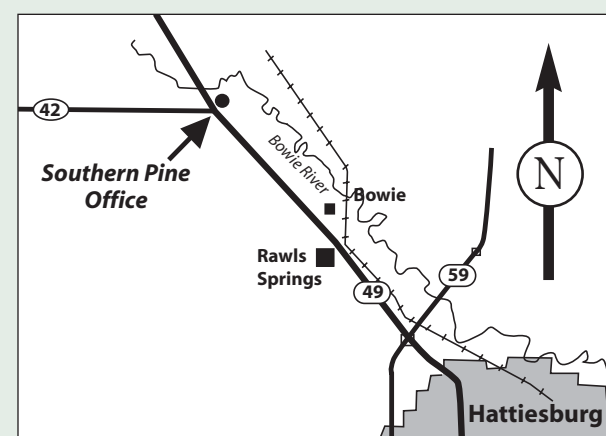 42
Southern Pine
Office
Bowie River
Bowie
N
Rawls
Springs
59
49
Hattiesburg